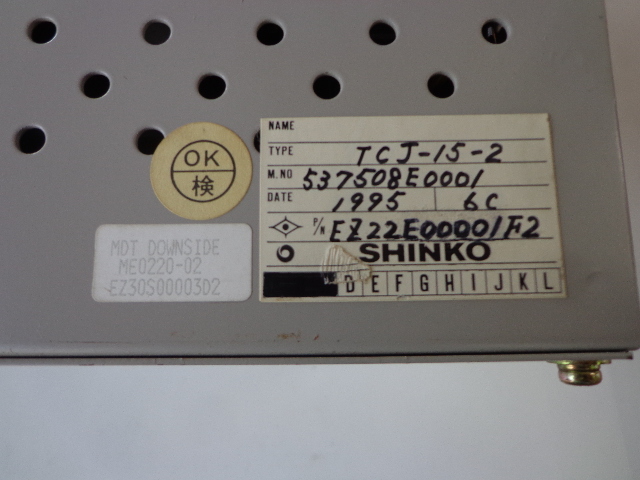 OK
検
MDT DOWNSIDE
ME0220-02
EZ30S00003D2
NAME
TYPE TCJ-15-2
M.NO 537508E0001
DATE 1995 6C
P/N EZ22E00001F2
SHINKO
D E F G H I J K L